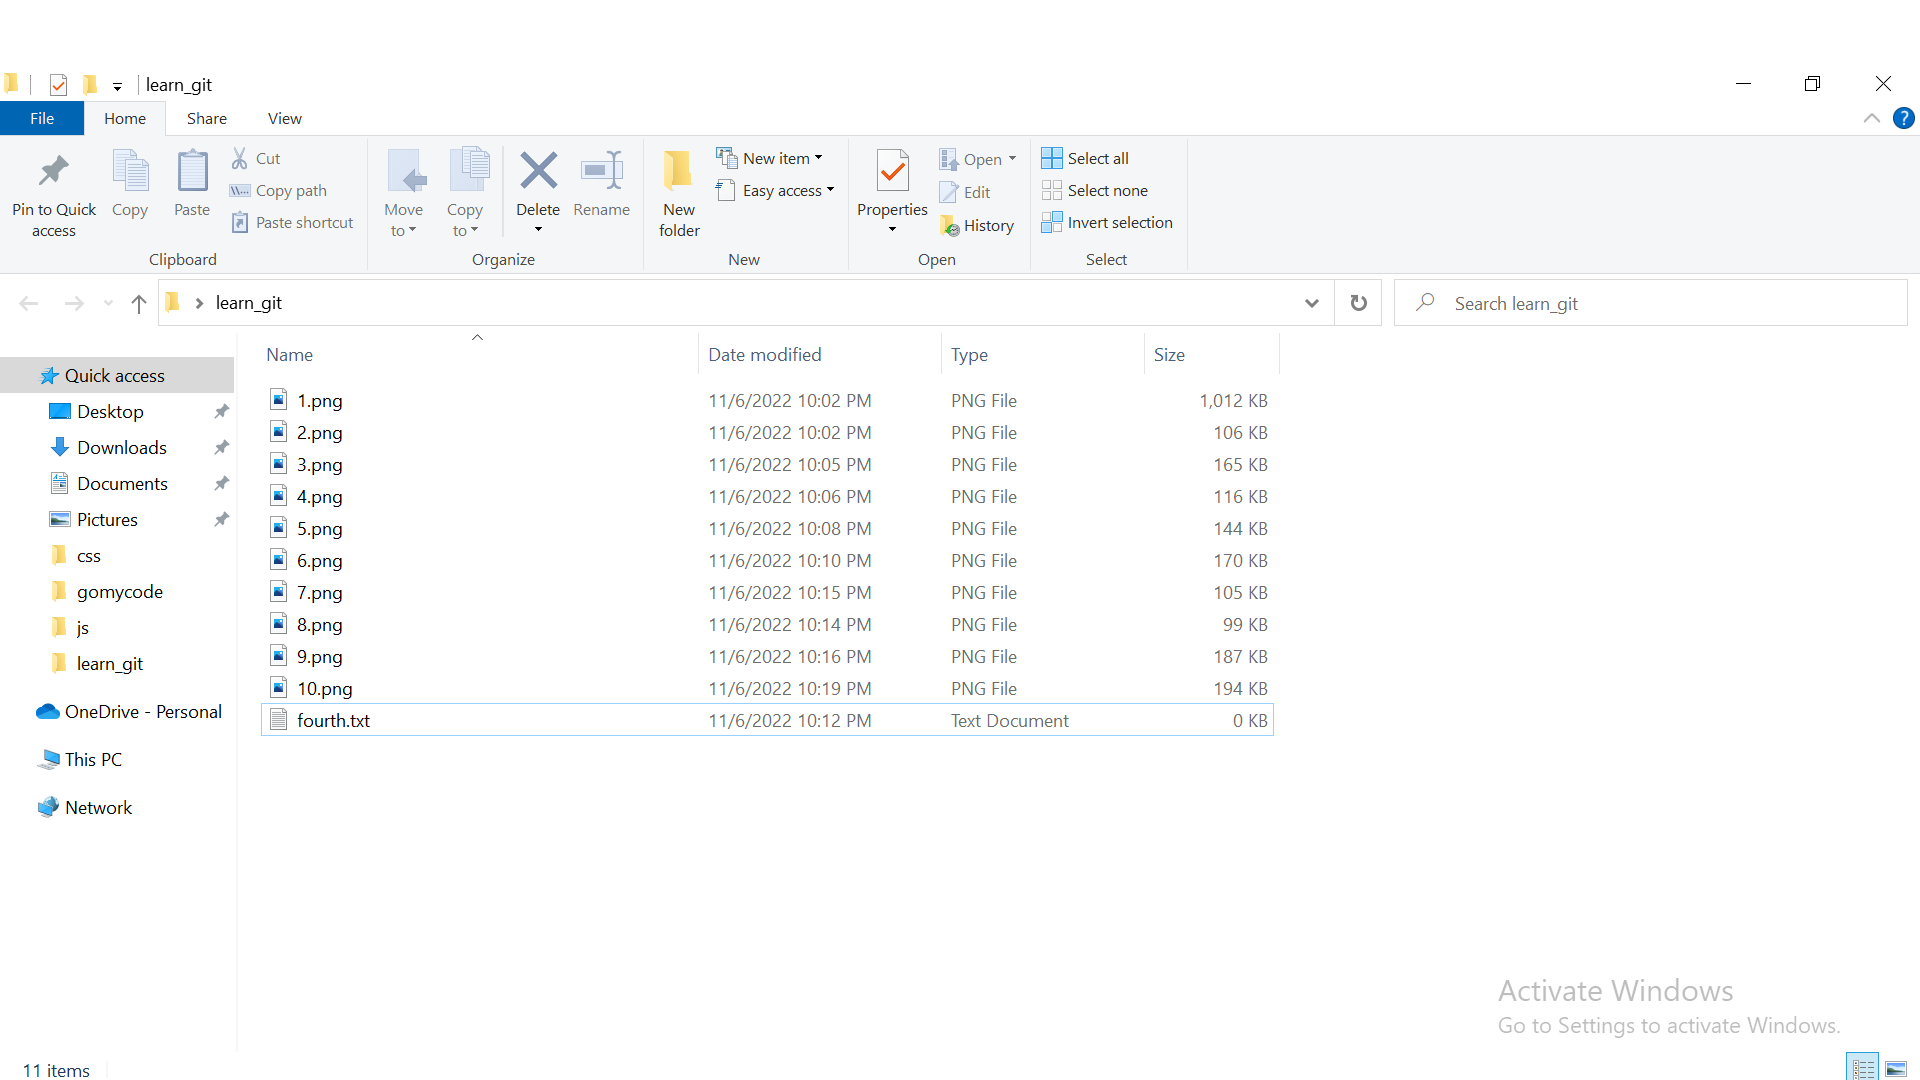 learn_git
File Home Share View
Pin to Quick access
Copy
Paste
Cut
Copy path
Paste shortcut
Clipboard
Move to
Copy to
Delete
Rename
Organize
New folder
New item
Easy access
New
Properties
Open
Edit
History
Open
Select all
Select none
Invert selection
Select
learn_git
Search learn_git
Quick access
Desktop
Downloads
Documents
Pictures
css
gomycode
js
learn_git
OneDrive - Personal
This PC
Network
Name Date modified Type Size
1.png 11/6/2022 10:02 PM PNG File 1,012 KB
2.png 11/6/2022 10:02 PM PNG File 106 KB
3.png 11/6/2022 10:05 PM PNG File 165 KB
4.png 11/6/2022 10:06 PM PNG File 116 KB
5.png 11/6/2022 10:08 PM PNG File 144 KB
6.png 11/6/2022 10:10 PM PNG File 170 KB
7.png 11/6/2022 10:15 PM PNG File 105 KB
8.png 11/6/2022 10:14 PM PNG File 99 KB
9.png 11/6/2022 10:16 PM PNG File 187 KB
10.png 11/6/2022 10:19 PM PNG File 194 KB
fourth.txt 11/6/2022 10:12 PM Text Document 0 KB
Activate Windows
Go to Settings to activate Windows.
11 items